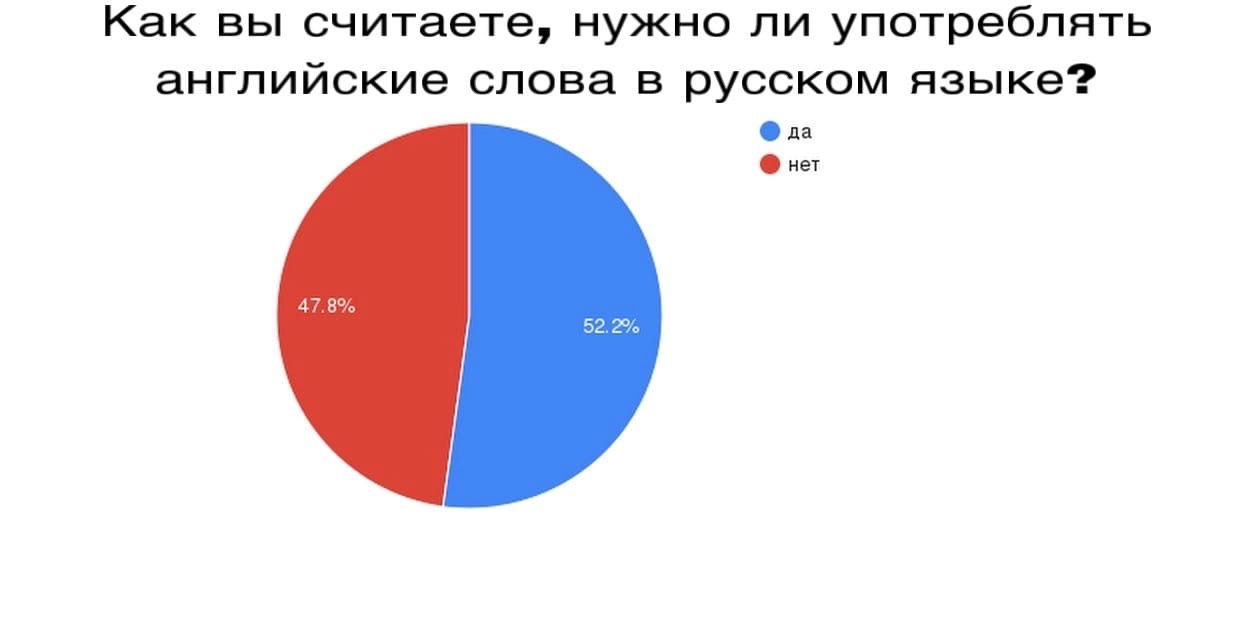 Как вы считаете, нужно ли употреблять
английские слова в русском языке?
да
нет
47.8%
52.2%